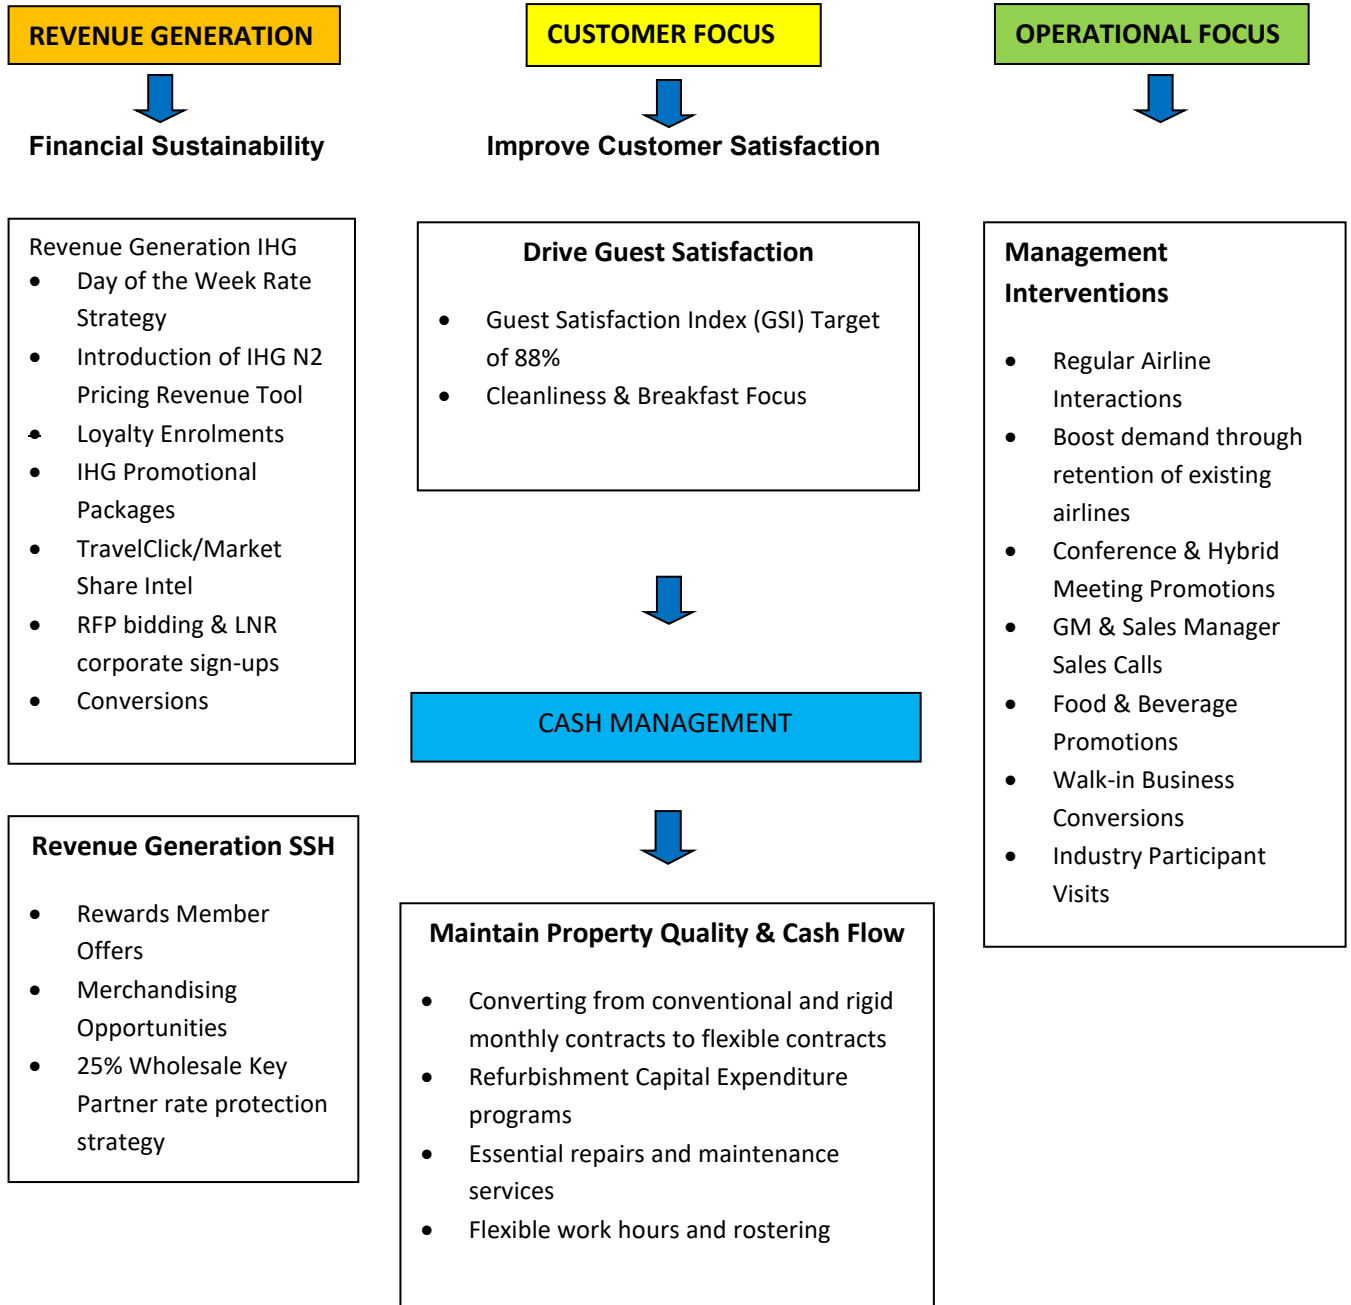 REVENUE GENERATION
Financial Sustainability
Revenue Generation IHG
• Day of the Week Rate
Strategy
• Introduction of IHG N2
Pricing Revenue Tool
• Loyalty Enrolments
• IHG Promotional
Packages
• TravelClick/Market
Share Intel
• RFP bidding & LNR
corporate sign-ups
• Conversions
Revenue Generation SSH
• Rewards Member
Offers
• Merchandising
Opportunities
• 25% Wholesale Key
Partner rate protection
strategy
CUSTOMER FOCUS
Improve Customer Satisfaction
Drive Guest Satisfaction
• Guest Satisfaction Index (GSI) Target
of 88%
• Cleanliness & Breakfast Focus
CASH MANAGEMENT
Maintain Property Quality & Cash Flow
• Converting from conventional and rigid
monthly contracts to flexible contracts
• Refurbishment Capital Expenditure
programs
• Essential repairs and maintenance
services
• Flexible work hours and rostering
OPERATIONAL FOCUS
Management
Interventions
• Regular Airline
Interactions
• Boost demand through
retention of existing
airlines
• Conference & Hybrid
Meeting Promotions
• GM & Sales Manager
Sales Calls
• Food & Beverage
Promotions
• Walk-in Business
Conversions
• Industry Participant
Visits